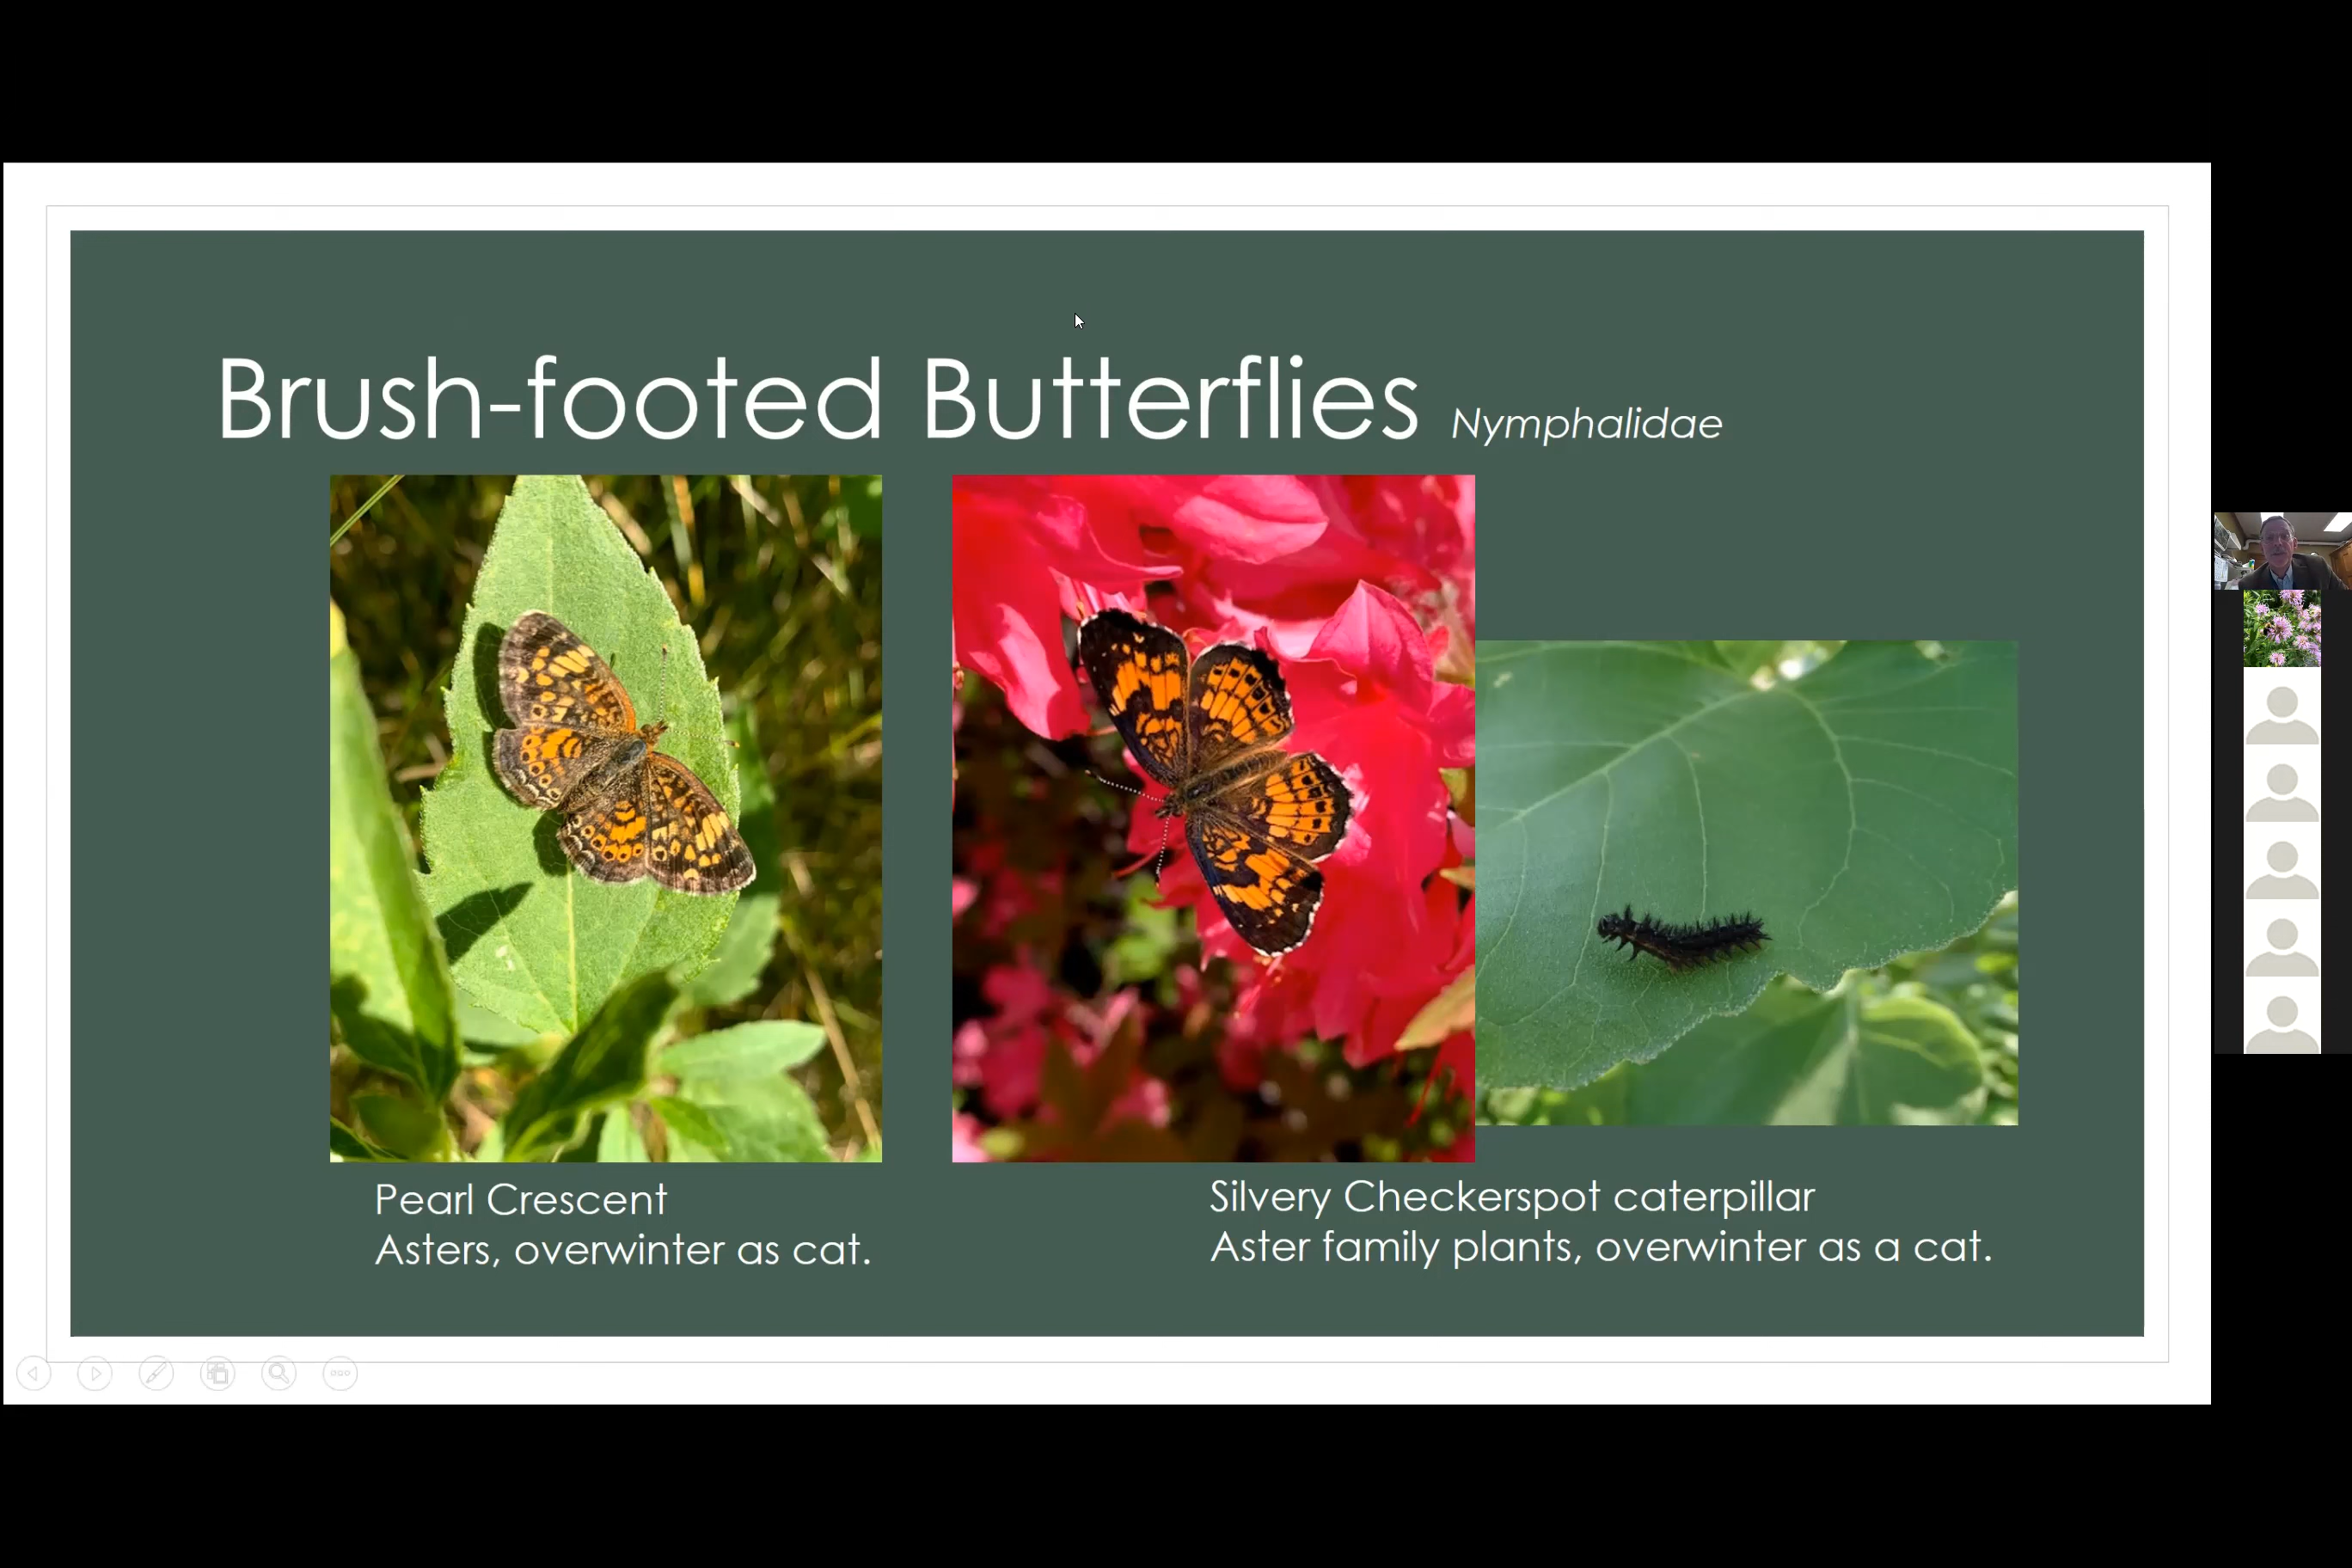 Brush-footed Butterflies Nymphalidae
Pearl Crescent
Asters, overwinter as cat.
Silvery Checkerspot caterpillar
Aster family plants, overwinter as a cat.